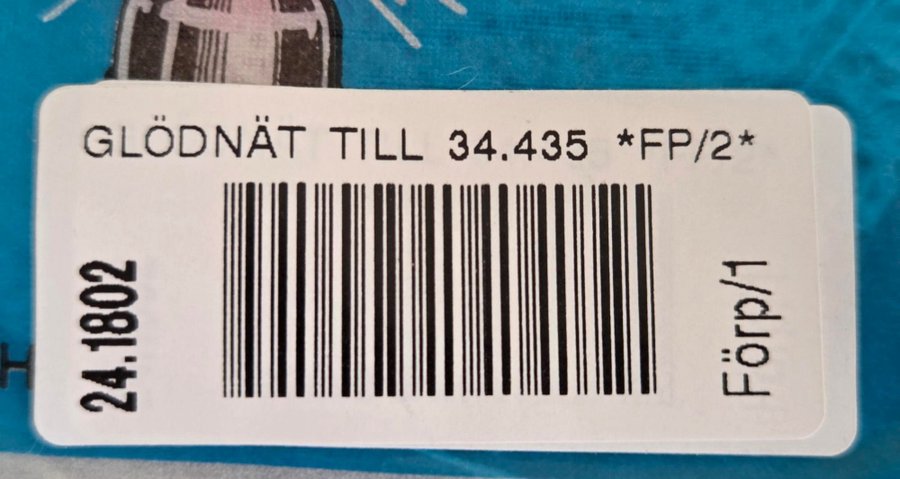 GLÖDNÄT TILL 34.435 *FP/2*
24.1802
Förp/1
H